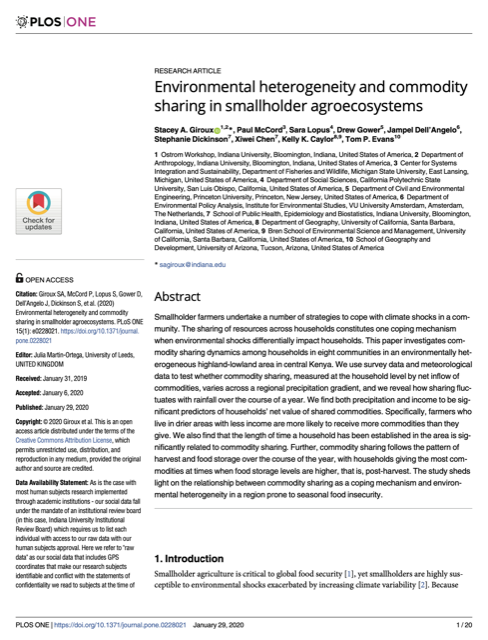 PLOS ONE
RESEARCH ARTICLE
Environmental heterogeneity and commodity
sharing in smallholder agroecosystems
Stacey A. Giroux1,2*, Paul McCord3, Sara Lopus4, Drew Gower5, Jampel Dell'Angelo6,
Stephanie Dickinson7, Xiwei Chen7, Kelly K. Caylor8,9, Tom P. Evans10
1 Ostrom Workshop, Indiana University, Bloomington, Indiana, United States of America, 2 Department of
Anthropology, Indiana University, Bloomington, Indiana, United States of America, 3 Center for Systems
Integration and Sustainability, Department of Fisheries and Wildlife, Michigan State University, East Lansing,
Michigan, United States of America, 4 Department of Social Sciences, California Polytechnic State
University, San Luis Obispo, California, United States of America, 5 Department of Civil and Environmental
Engineering, Princeton University, Princeton, New Jersey, United States of America, 6 Department of
Environmental Policy Analysis, Institute for Environmental Studies, VU University Amsterdam, Amsterdam,
The Netherlands, 7 School of Public Health, Epidemiology and Biostatistics, Indiana University, Bloomington,
Indiana, United States of America, 8 Department of Geography, University of California, Santa Barbara,
California, United States of America, 9 Bren School of Environmental Science and Management, University
of California, Santa Barbara, California, United States of America, 10 School of Geography and
Development, University of Arizona, Tucson, Arizona, United States of America
* sagiroux@indiana.edu
Check for
updates
OPEN ACCESS
Citation: Giroux SA, McCord P, Lopus S, Gower D,
Dell'Angelo J, Dickinson S, et al. (2020)
Environmental heterogeneity and commodity
sharing in smallholder agroecosystems. PLoS ONE
15(1): e0228021. https://doi.org/10.1371/journal.
pone.0228021
Editor: Julia Martin-Ortega, University of Leeds,
UNITED KINGDOM
Received: January 31, 2019
Accepted: January 6, 2020
Published: January 29, 2020
Copyright: © 2020 Giroux et al. This is an open
access article distributed under the terms of the
Creative Commons Attribution License, which
permits unrestricted use, distribution, and
reproduction in any medium, provided the original
author and source are credited.
Data Availability Statement: As is the case with
most human subjects research implemented
through academic institutions - our social data fall
under the mandate of an institutional review board
(in this case, Indiana University Institutional
Review Board) which requires us to list each
individual with access to our raw data with our
human subjects approval. Here we refer to "raw
data" as our social data that includes GPS
coordinates that make our research subjects
identifiable and conflict with the statements of
confidentiality we read to subjects at the time of
Abstract
Smallholder farmers undertake a number of strategies to cope with climate shocks in a com-
munity. The sharing of resources across households constitutes one coping mechanism
when environmental shocks differentially impact households. This paper investigates com-
modity sharing dynamics among households in eight communities in an environmentally het-
erogeneous highland-lowland area in central Kenya. We use survey data and meteorological
data to test whether commodity sharing, measured at the household level by net inflow of
commodities, varies across a regional precipitation gradient, and we reveal how sharing fluc-
tuates with rainfall over the course of a year. We find both precipitation and income to be sig-
nificant predictors of households' net value of shared commodities. Specifically, farmers who
live in drier areas with less income are more likely to receive more commodities than they
give. We also find that the length of time a household has been established in the area is sig-
nificantly related to commodity sharing. Further, commodity sharing follows the pattern of
harvest and food storage over the course of the year, with households giving the most com-
modities at times when food storage levels are higher, that is, post-harvest. The study sheds
light on the relationship between commodity sharing as a coping mechanism and environ-
mental heterogeneity in a region prone to seasonal food insecurity.
1. Introduction
Smallholder agriculture is critical to global food security [1], yet smallholders are highly sus-
ceptible to environmental shocks exacerbated by increasing climate variability [2]. Because
PLOS ONE | https://doi.org/10.1371/journal.pone.0228021 January 29, 2020
1 / 20